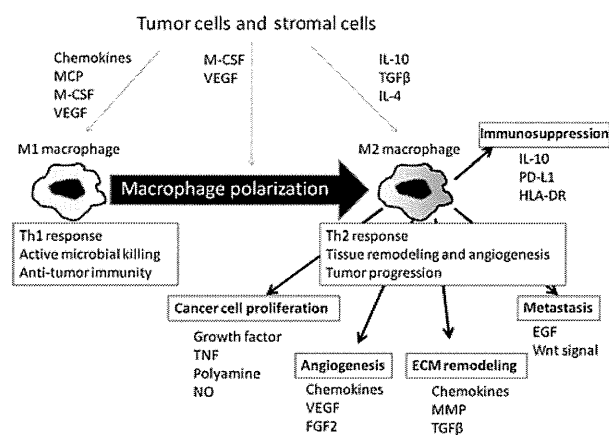 Tumor cells and stromal cells
Chemokines
MCP
M-CSF
VEGF
M-CSF
VEGF
IL-10
TGFβ
IL-4
M1 macrophage
M2 macrophage
Immunosuppression
IL-10
PD-L1
HLA-DR
Macrophage polarization
Th1 response
Active microbial killing
Anti-tumor immunity
Th2 response
Tissue remodeling and angiogenesis
Tumor progression
Cancer cell proliferation
Growth factor
TNF
Polyamine
NO
Angiogenesis
Chemokines
VEGF
FGF2
ECM remodeling
Chemokines
MMP
TGFβ
Metastasis
EGF
Wnt signal